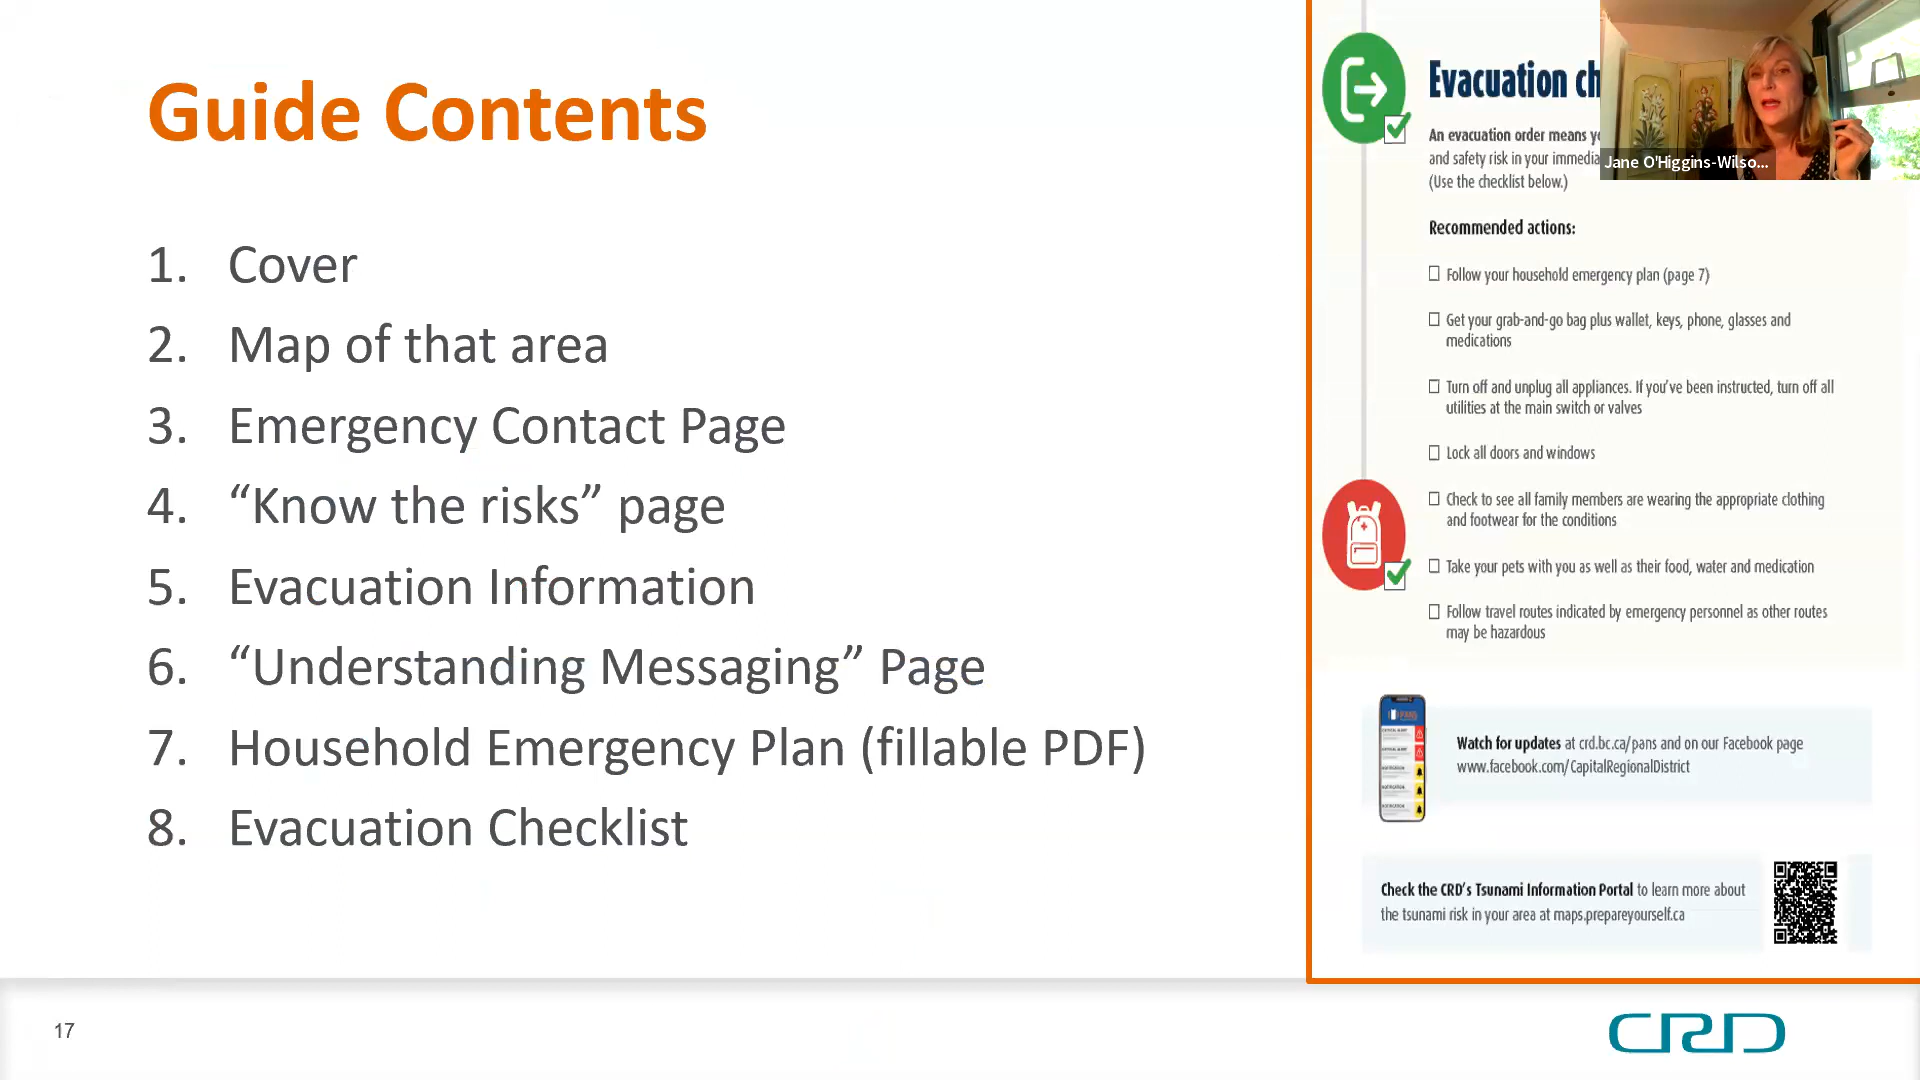 Guide Contents
1. Cover
2. Map of that area
3. Emergency Contact Page
4. “Know the risks” page
5. Evacuation Information
6. “Understanding Messaging” Page
7. Household Emergency Plan (fillable PDF)
8. Evacuation Checklist
Evacuation ch
An evacuation order means y
and safety risk in your immedia
(Use the checklist below.)
Recommended actions:
Follow your household emergency plan (page 7)
Get your grab-and-go bag plus wallet, keys, phone, glasses and
medications
Turn off and unplug all appliances. If you’ve been instructed, turn off all
utilities at the main switch or valves
Lock all doors and windows
Check to see all family members are wearing the appropriate clothing
and footwear for the conditions
Take your pets with you as well as their food, water and medication
Follow travel routes indicated by emergency personnel as other routes
may be hazardous
Watch for updates at crd.bc.ca/pans and on our Facebook page
www.facebook.com/CapitalRegionalDistrict
Check the CRD’s Tsunami Information Portal to learn more about
the tsunami risk in your area at maps.prepareyourself.ca
Jane O'Higgins-Wilso...
17
CRD